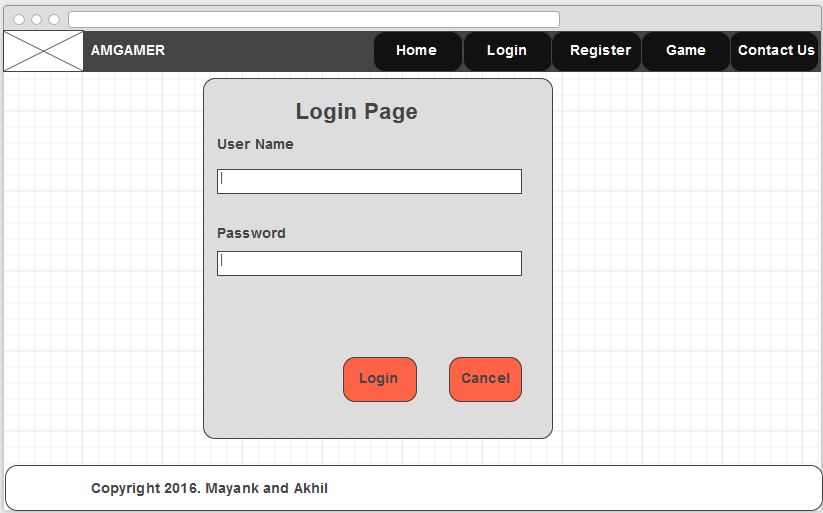 AMGAMER Home Login Register Game Contact Us
Login Page
User Name
Password
Login Cancel
Copyright 2016. Mayank and Akhil